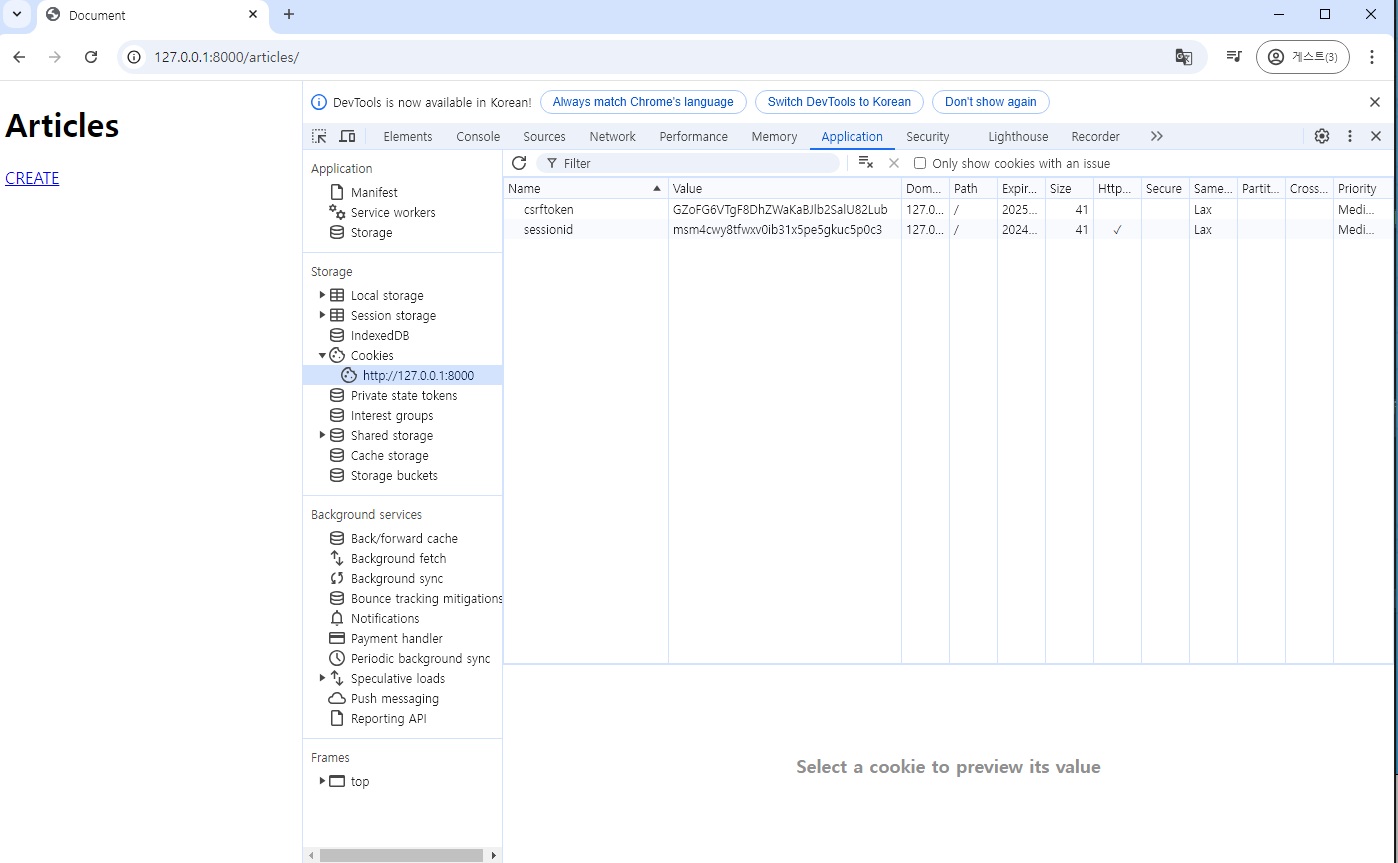 Document
127.0.0.1:8000/articles/
게스트(3)
Articles
CREATE
DevTools is now available in Korean!
Always match Chrome's language
Switch DevTools to Korean
Don't show again
Elements Console Sources Network Performance Memory Application Security Lighthouse Recorder
Application
Manifest
Service workers
Storage
Storage
Local storage
Session storage
IndexedDB
Cookies
http://127.0.0.1:8000
Private state tokens
Interest groups
Shared storage
Cache storage
Storage buckets
Background services
Back/forward cache
Background fetch
Background sync
Bounce tracking mitigations
Notifications
Payment handler
Periodic background sync
Speculative loads
Push messaging
Reporting API
Frames
top
Filter
Only show cookies with an issue
Name Value Dom... Path Expir... Size Http... Secure Same... Partit... Cross... Priority
csrftoken GZoFG6VTgF8DhZWaKaBJlb2SalU82Lub 127.0... / 2025... 41 Lax Medi...
sessionid msm4cwy8tfwxv0ib31x5pe5gkuc5p0c3 127.0... / 2024... 41 ✓ Lax Medi...
Select a cookie to preview its value